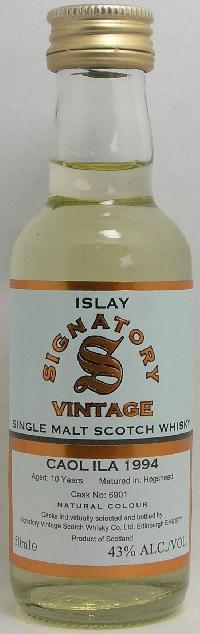 ISLAY
SIGNATORY
S
VINTAGE
SINGLE MALT SCOTCH WHISKY
CAOL ILA 1994
Aged: 10 Years Matured in: Hogshead
Cask No: 6901
NATURAL COLOUR
Casks individually selected and bottled by
Signatory Vintage Scotch Whisky Co. Ltd. Edinburgh
Product of Scotland
50ml e 43% ALC./VOL.